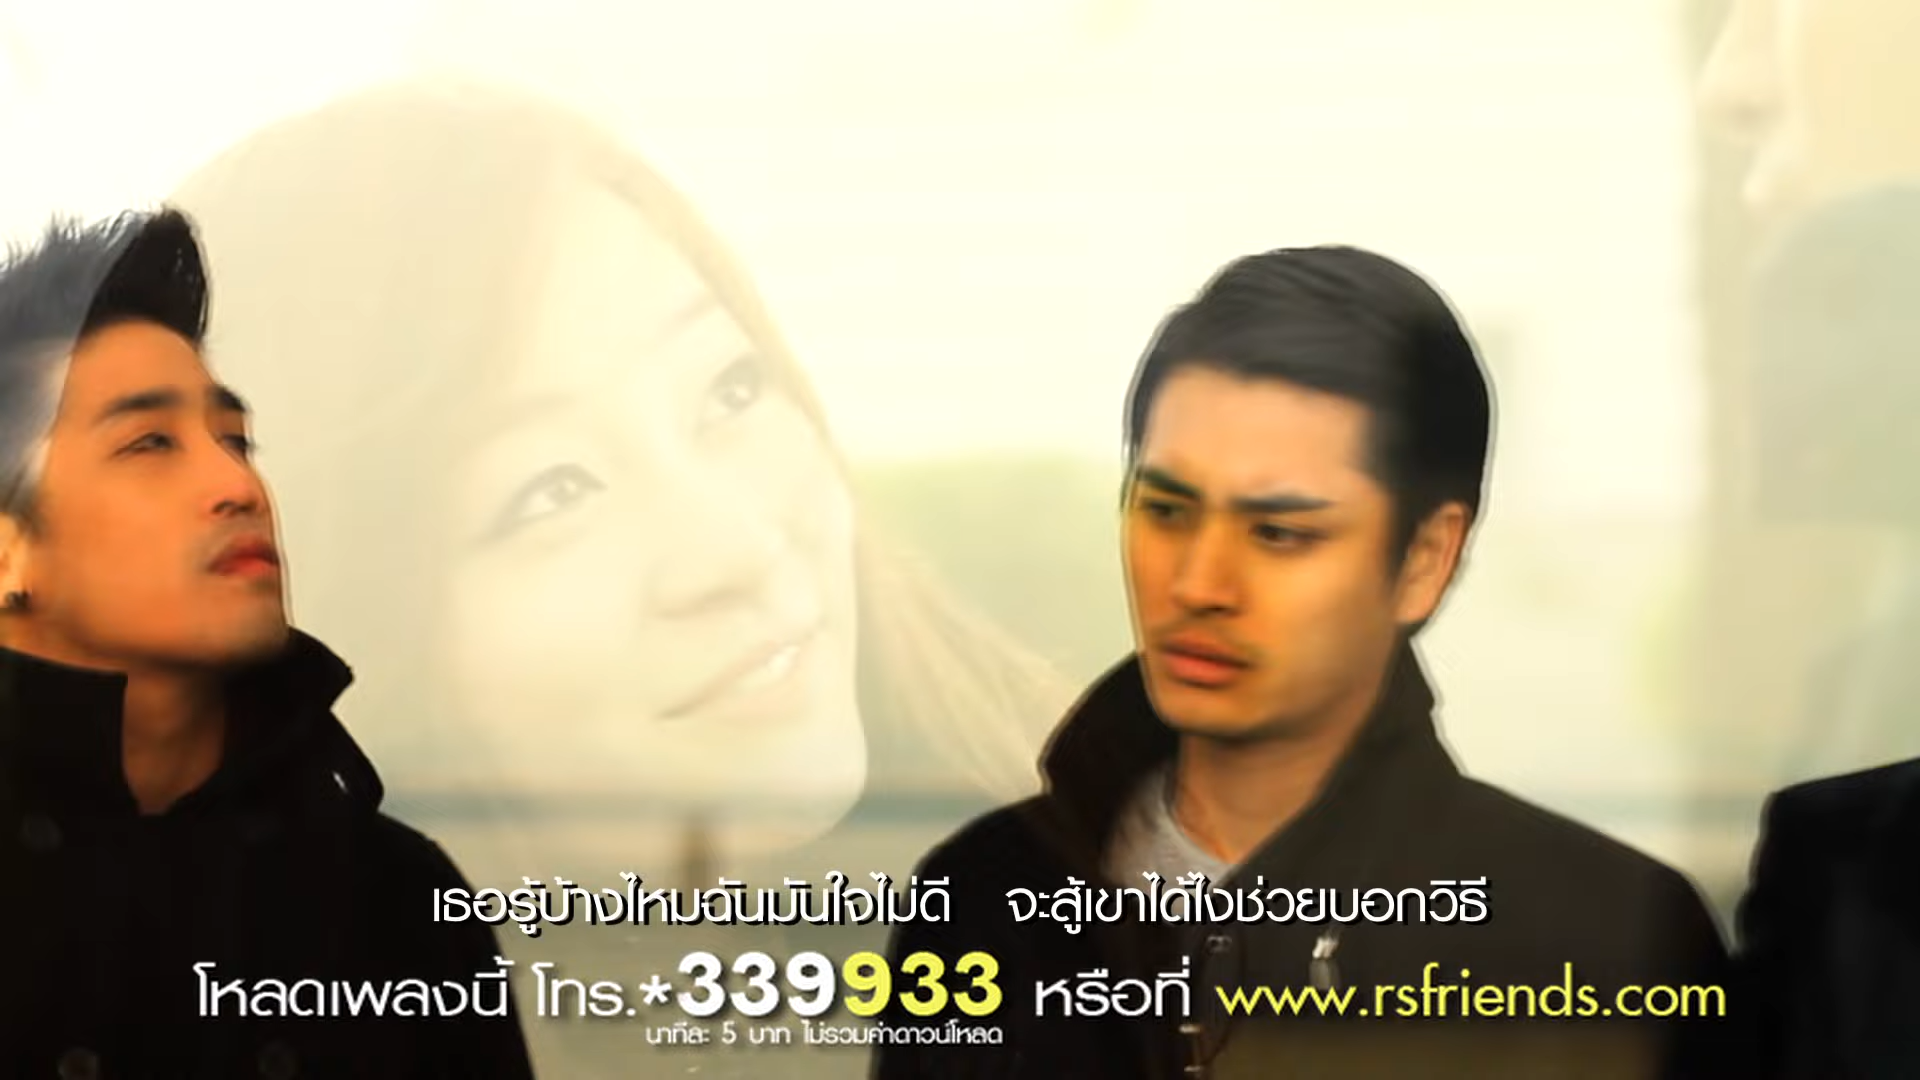 เธอรู้บ้างไหมฉันมันใจไม่ดี จะสู้เขาได้ไงช่วยบอกวิธี
โหลดเพลงนี้ โทร.*339933 หรือที่ www.rsfriends.com
นาทีละ 5 บาท ไม่รวมค่าดาวน์โหลด